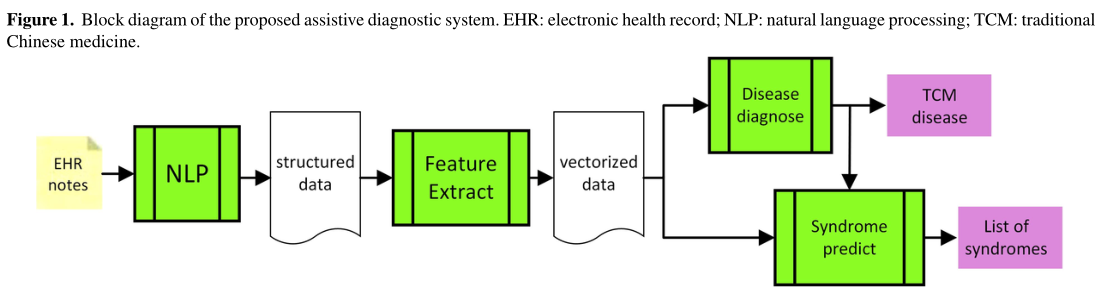 Figure 1. Block diagram of the proposed assistive diagnostic system. EHR: electronic health record; NLP: natural language processing; TCM: traditional
Chinese medicine.
EHR
notes
NLP
structured
data
Feature
Extract
vectorized
data
Disease
diagnose
TCM
disease
Syndrome
predict
List of
syndromes